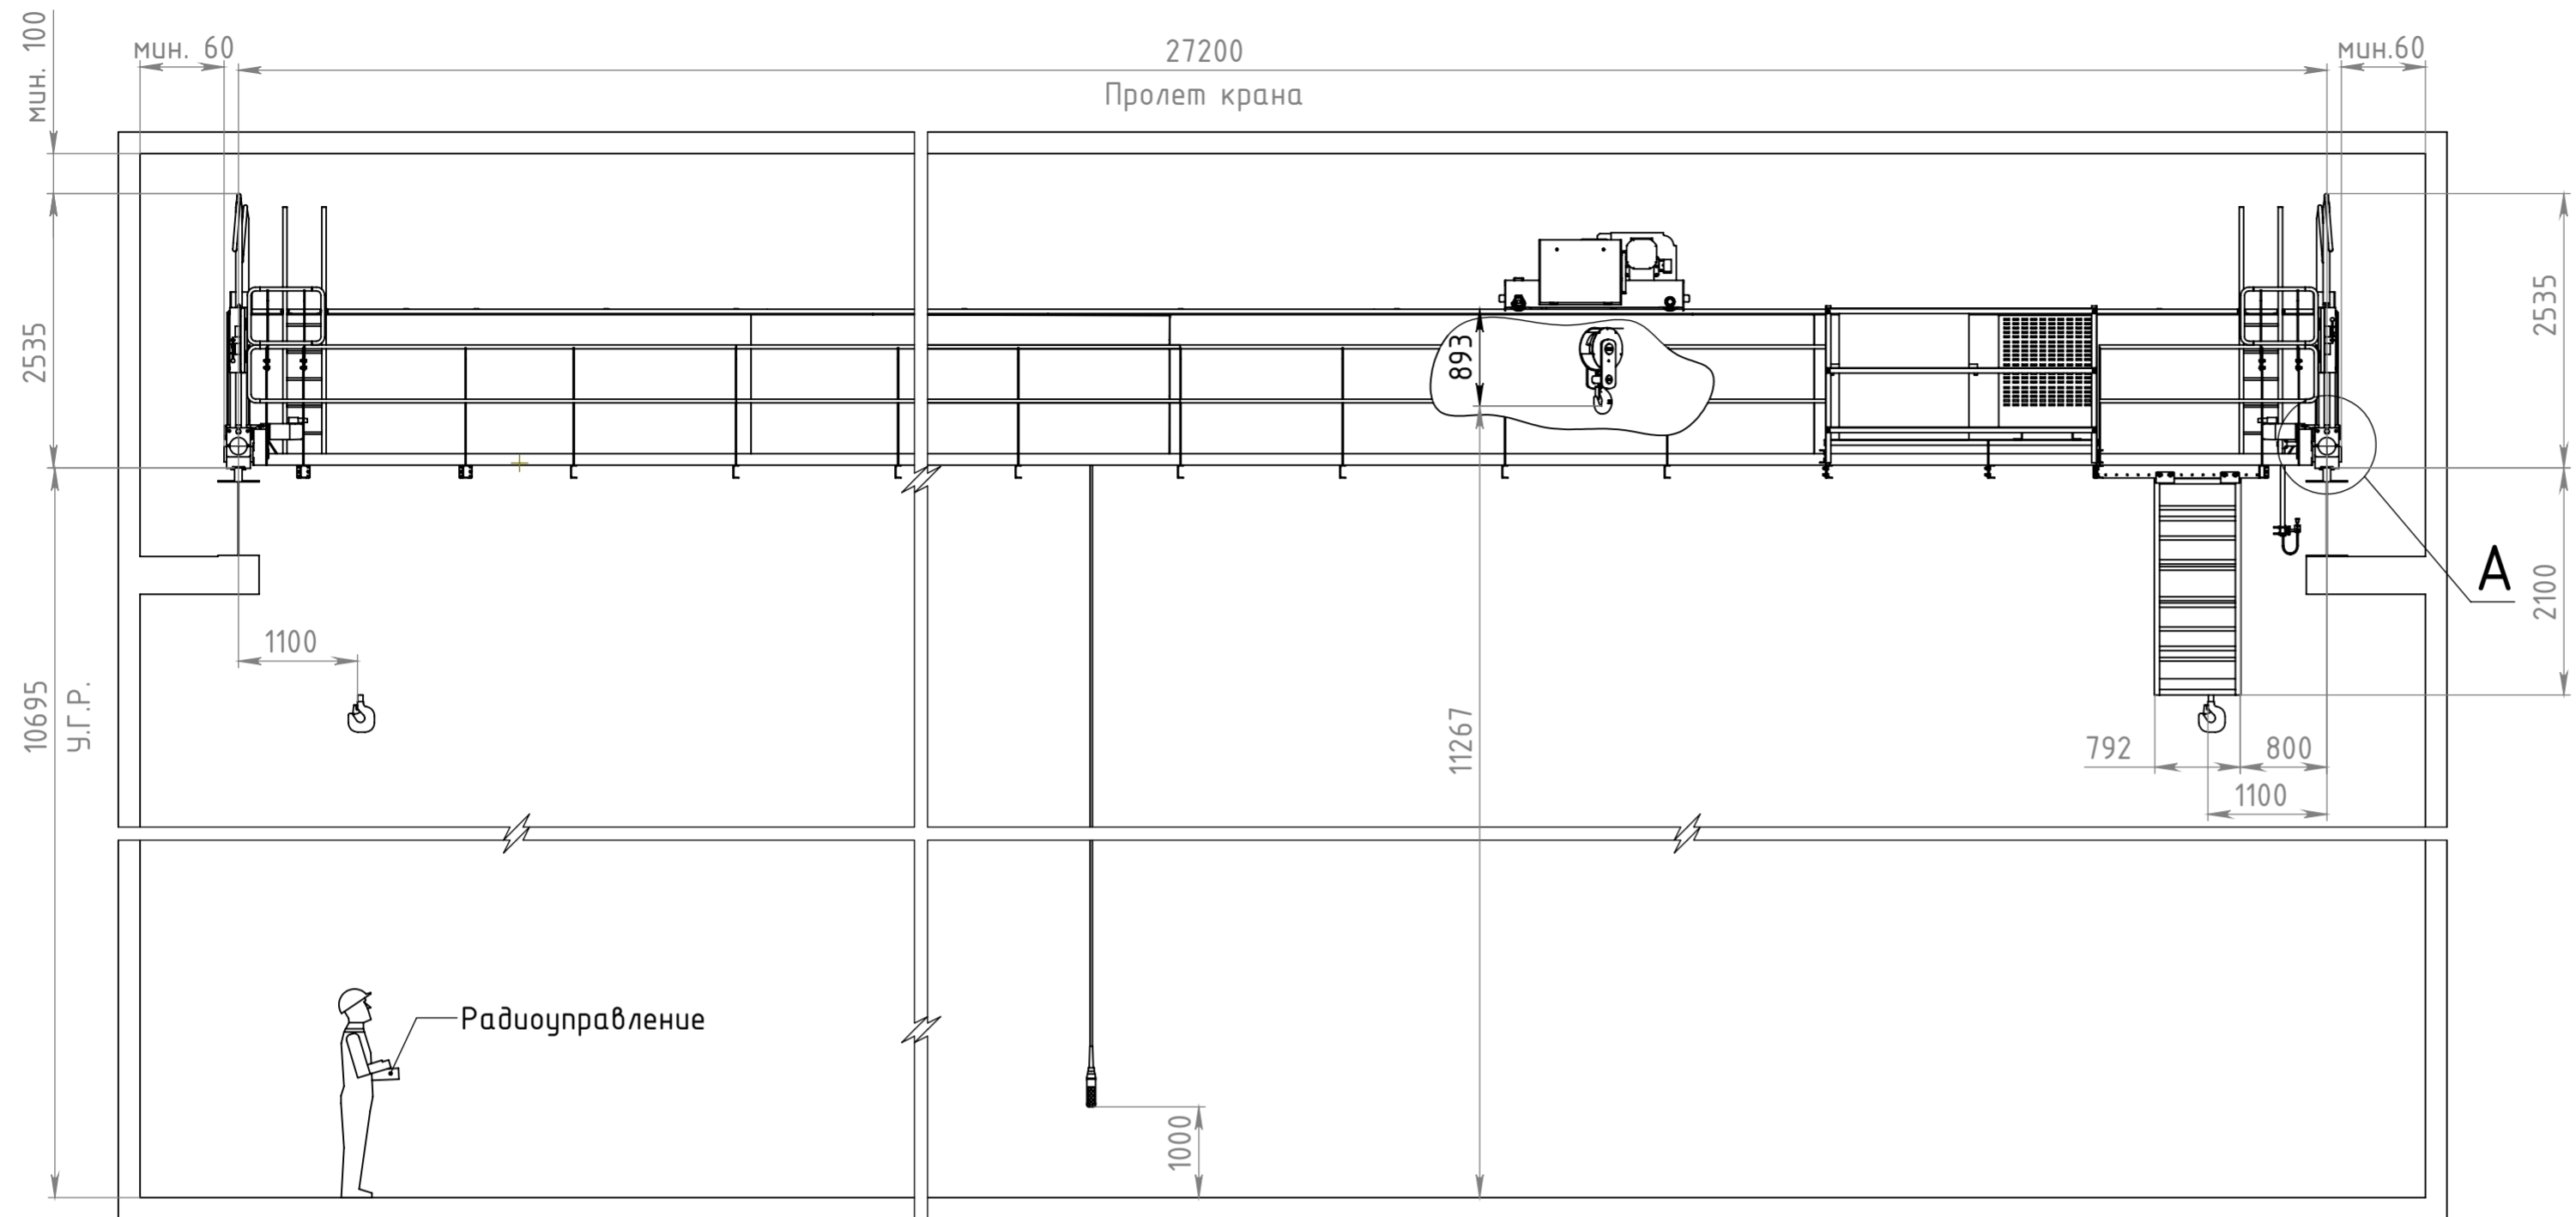 мин. 100
мин. 60
27200
мин.60
Пролет крана
2535
893
2535
А
2100
1100
10695
У.Г.Р.
11267
792
800
1100
Радиоуправление
1000